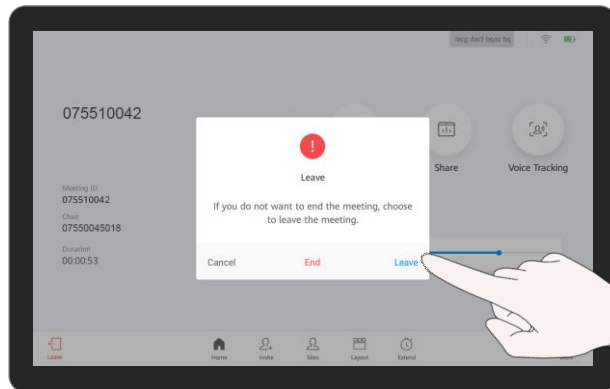 075510042
Share
Voice Tracking
Meeting ID
075510042
Chair
07550045018
Duration
00:00:53
Leave
If you do not want to end the meeting, choose
to leave the meeting.
Cancel
End
Leave
Leave
Home
Invite
Sites
Layout
Extend